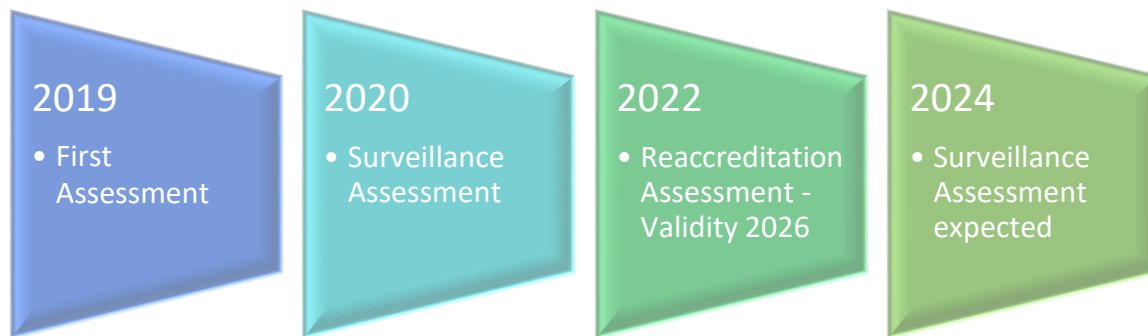 2019
• First
Assessment
2020
• Surveillance
Assessment
2022
• Reaccreditation
Assessment -
Validity 2026
2024
• Surveillance
Assessment
expected